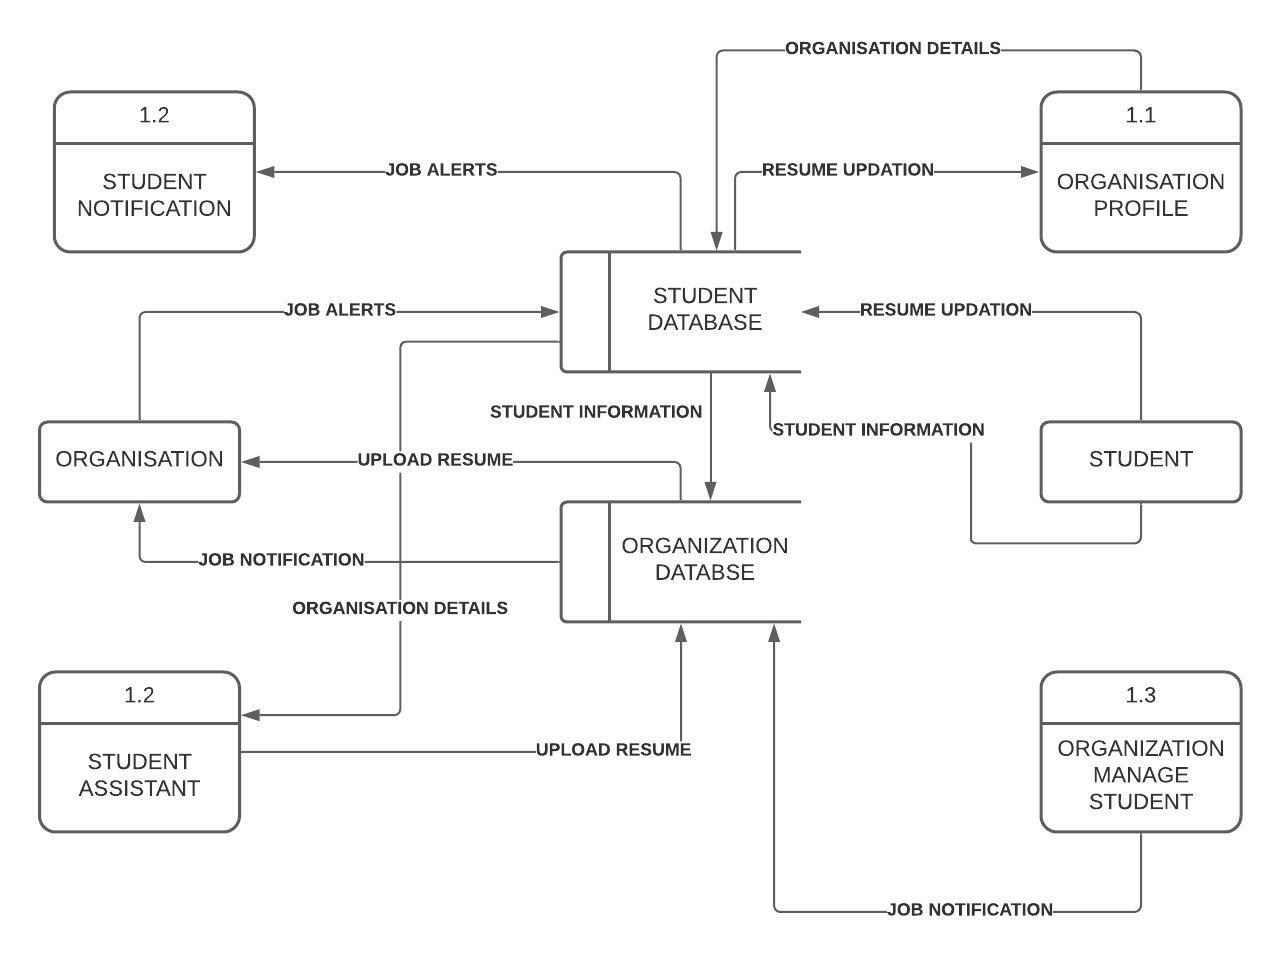 ORGANISATION DETAILS
1.2
1.1
JOB ALERTS
RESUME UPDATION
STUDENT
NOTIFICATION
ORGANISATION
PROFILE
STUDENT
DATABASE
JOB ALERTS
RESUME UPDATION
STUDENT INFORMATION
STUDENT INFORMATION
ORGANISATION
UPLOAD RESUME
STUDENT
ORGANIZATION
DATABSE
JOB NOTIFICATION
ORGANISATION DETAILS
1.2
1.3
STUDENT
ASSISTANT
UPLOAD RESUME
ORGANIZATION
MANAGE
STUDENT
JOB NOTIFICATION